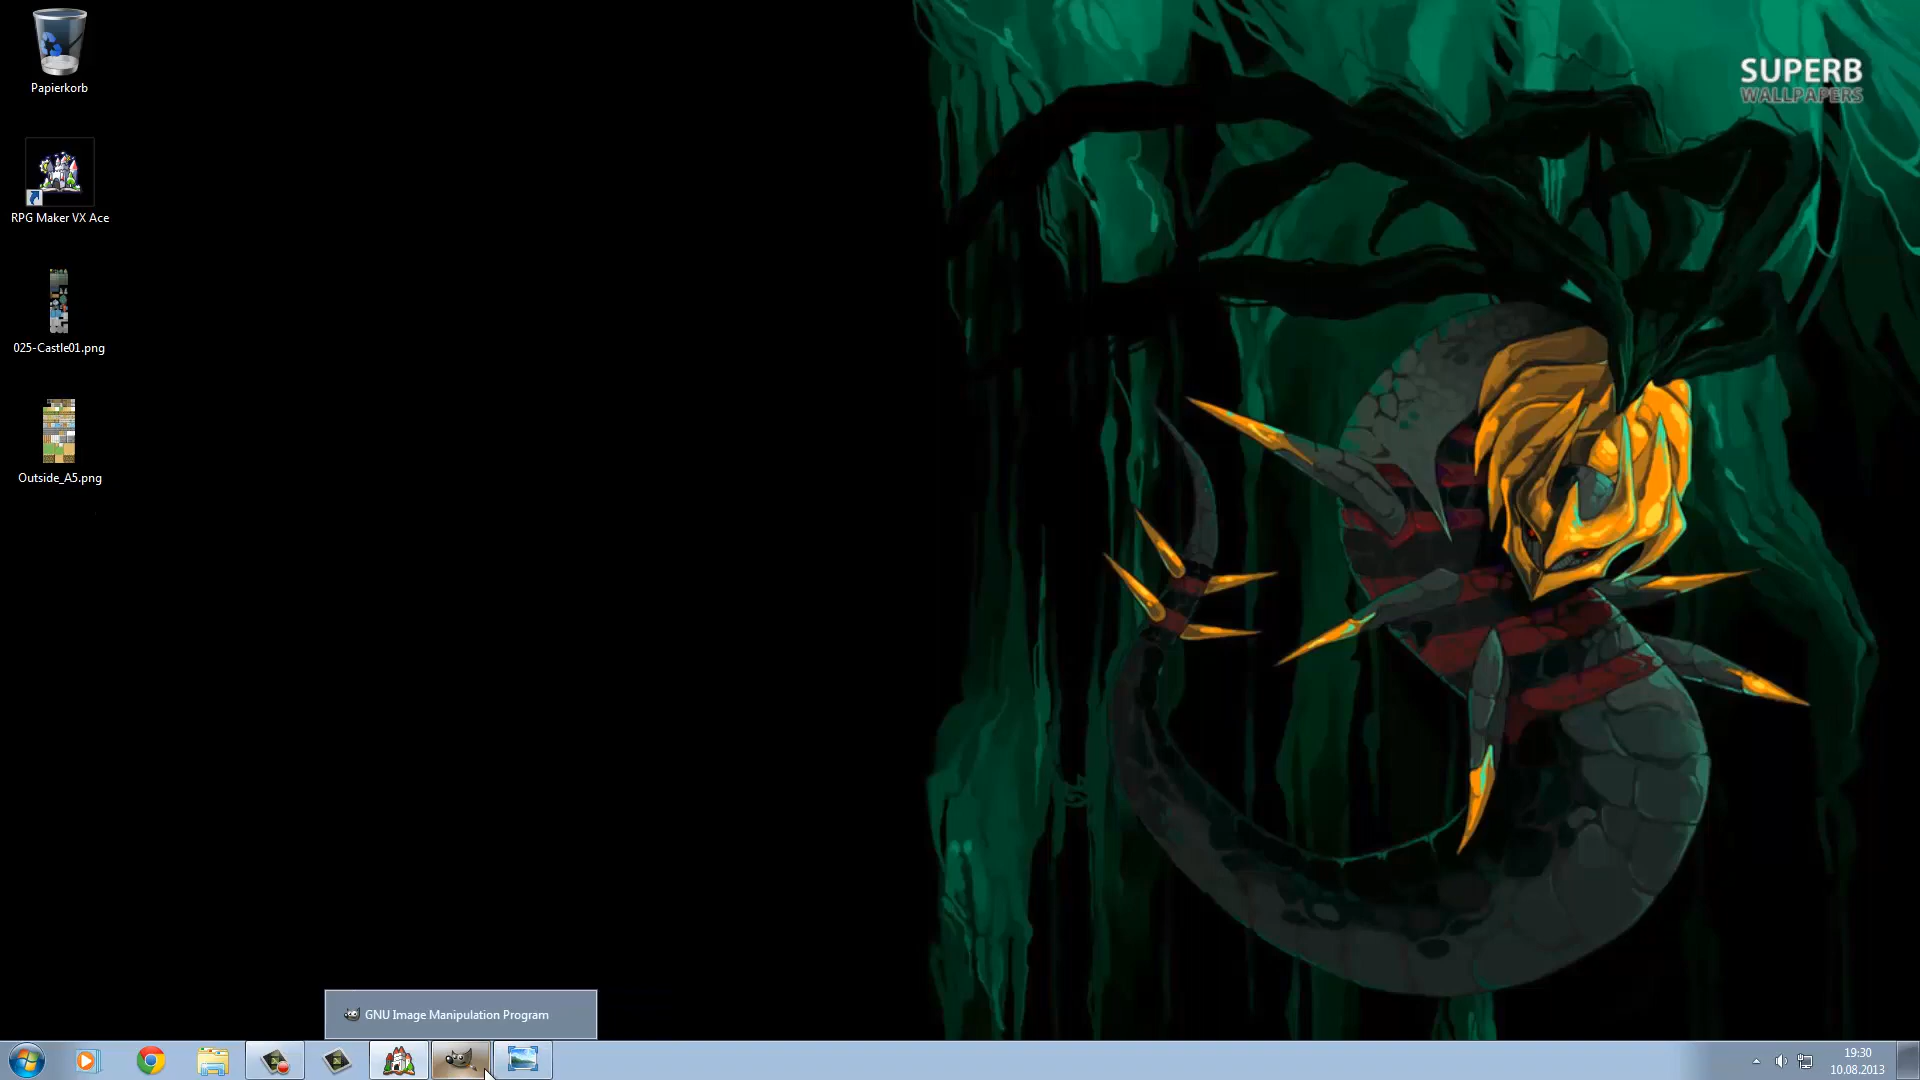 SUPERB
WALLPAPERS
Papierkorb
RPG Maker VX Ace
025-Castle01.png
Outside_A5.png
GNU Image Manipulation Program
19:30
10.08.2013